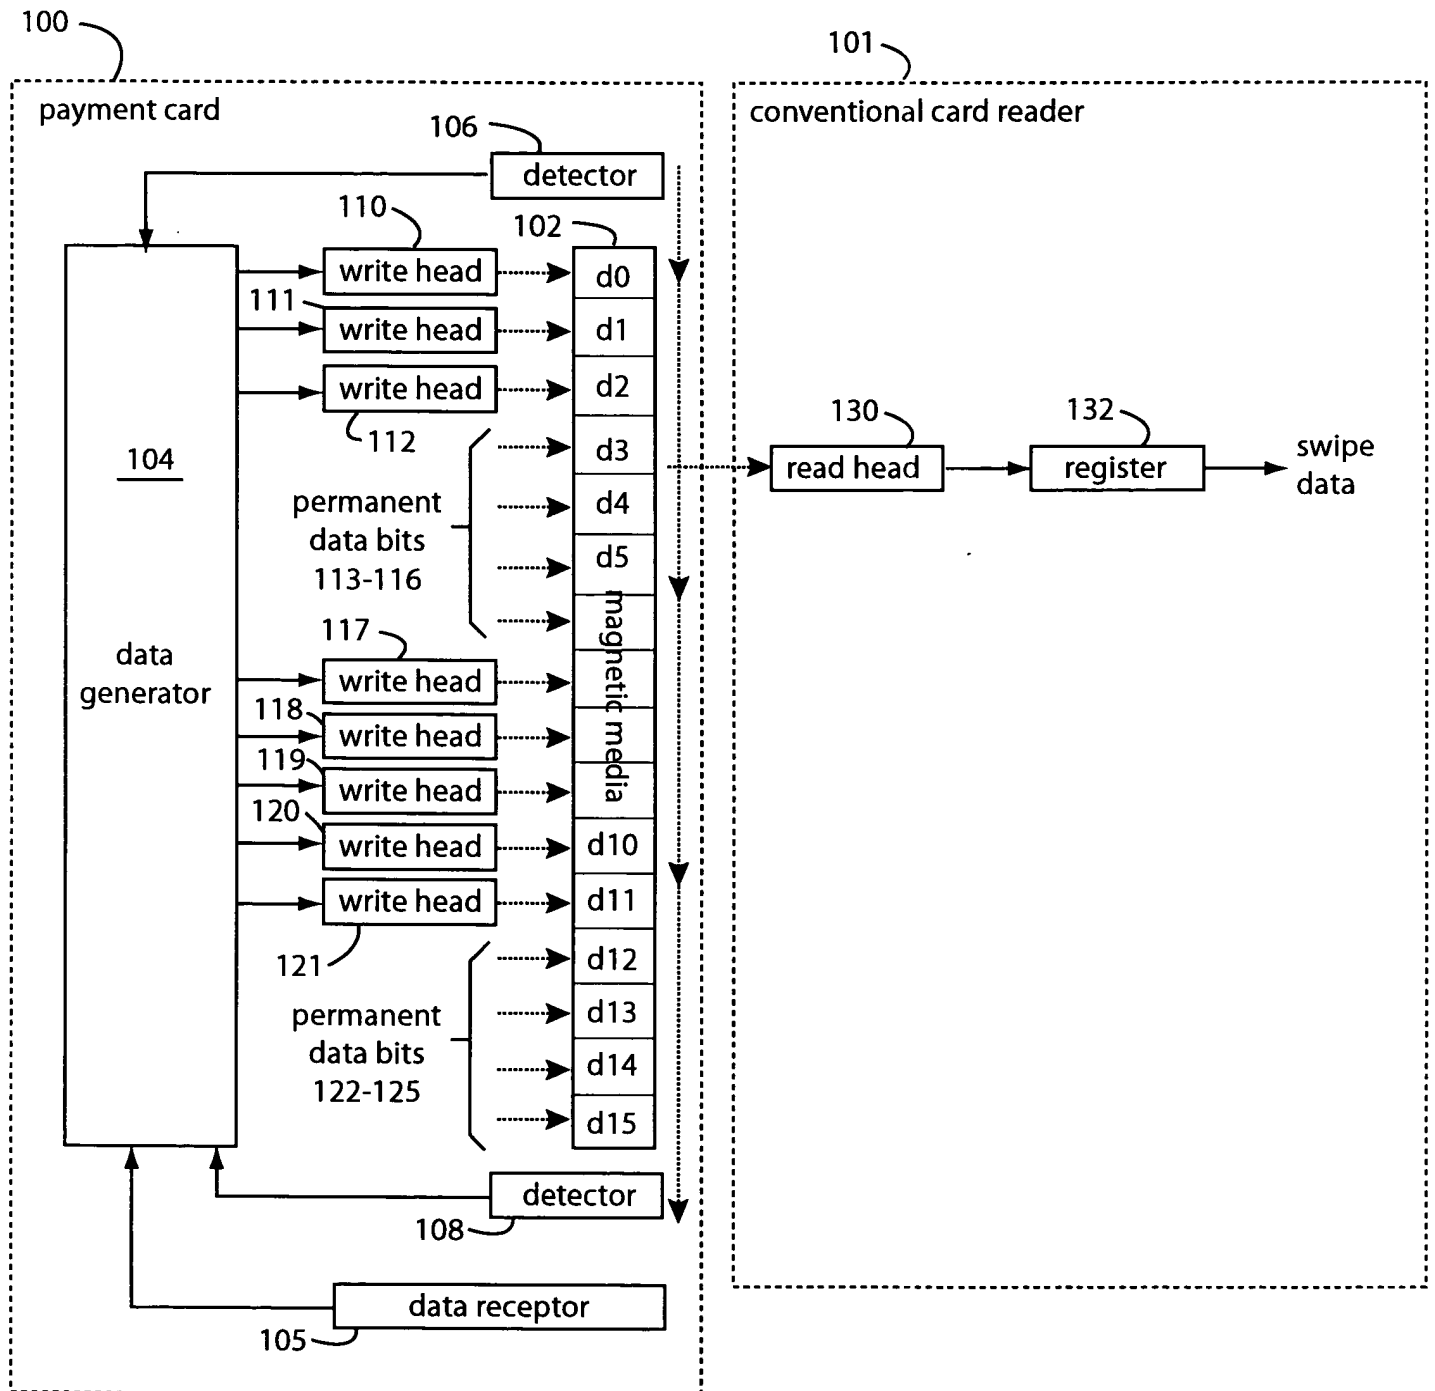 100
101
payment card
conventional card reader
106
detector
110
102
write head
d0
111
write head
d1
write head
d2
112
104
d3
130
132
read head
register
swipe
data
permanent
data bits
113-116
d4
d5
magnetic media
data
generator
117
write head
118
write head
119
write head
120
write head
d10
write head
d11
121
d12
permanent
data bits
122-125
d13
d14
d15
detector
108
data receptor
105